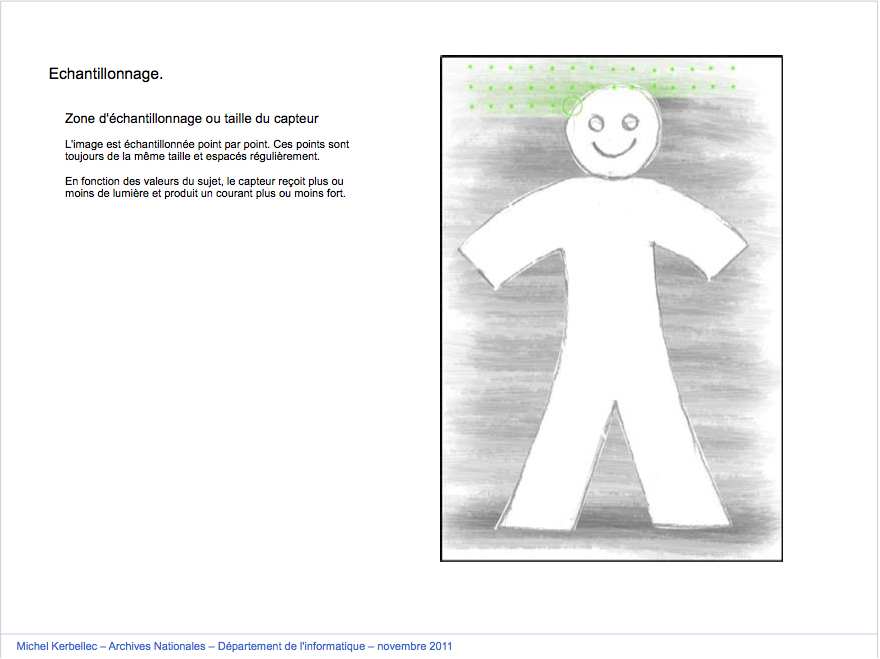 Echantillonnage.
Zone d'échantillonnage ou taille du capteur
L'image est échantillonnée point par point. Ces points sont
toujours de la même taille et espacés régulièrement.
En fonction des valeurs du sujet, le capteur reçoit plus ou
moins de lumière et produit un courant plus ou moins fort.
Michel Kerbellec – Archives Nationales – Département de l'informatique – novembre 2011